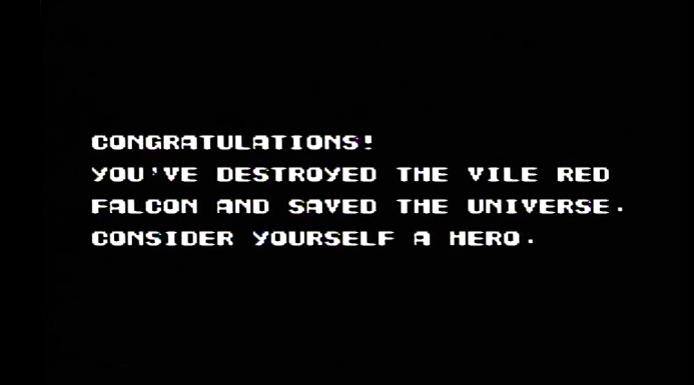 CONGRATULATIONS!
YOU'VE DESTROYED THE VILE RED
FALCON AND SAVED THE UNIVERSE.
CONSIDER YOURSELF A HERO.